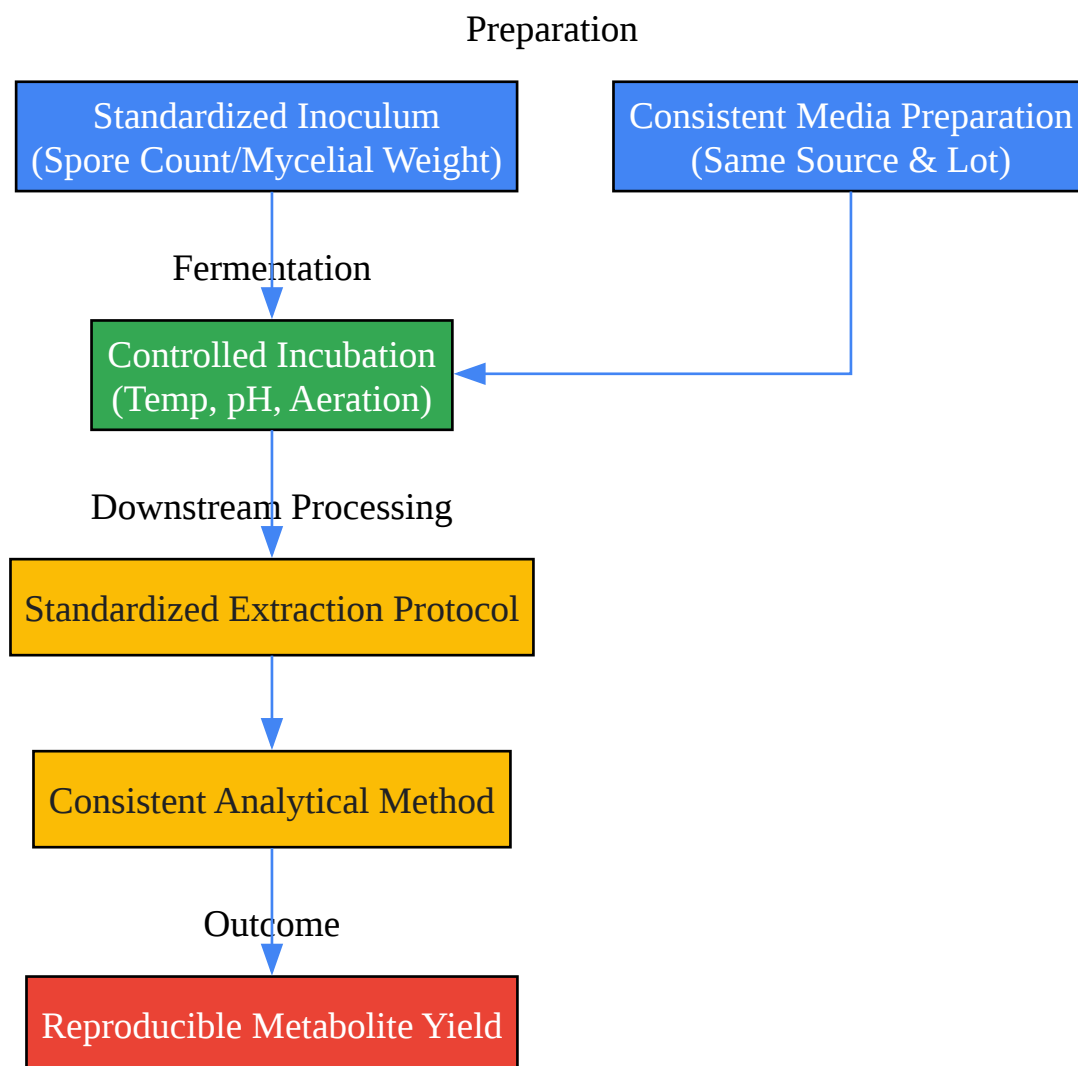 Preparation
Standardized Inoculum
(Spore Count/Mycelial Weight)
Consistent Media Preparation
(Same Source & Lot)
Fermentation
Controlled Incubation
(Temp, pH, Aeration)
Downstream Processing
Standardized Extraction Protocol
Consistent Analytical Method
Outcome
Reproducible Metabolite Yield